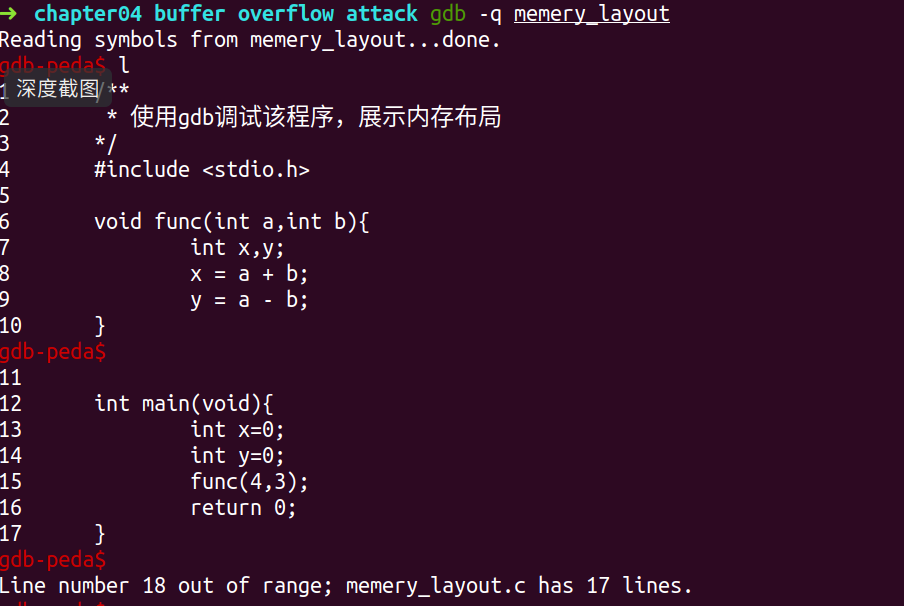 → chapter04 buffer overflow attack gdb -q memery_layout
Reading symbols from memery_layout...done.
gdb-peda$ l
深度截图
1 /**
2 * 使用gdb调试该程序，展示内存布局
3 */
4 #include <stdio.h>
5
6 void func(int a,int b){
7 int x,y;
8 x = a + b;
9 y = a - b;
10 }
gdb-peda$
11
12 int main(void){
13 int x=0;
14 int y=0;
15 func(4,3);
16 return 0;
17 }
gdb-peda$
Line number 18 out of range; memery_layout.c has 17 lines.